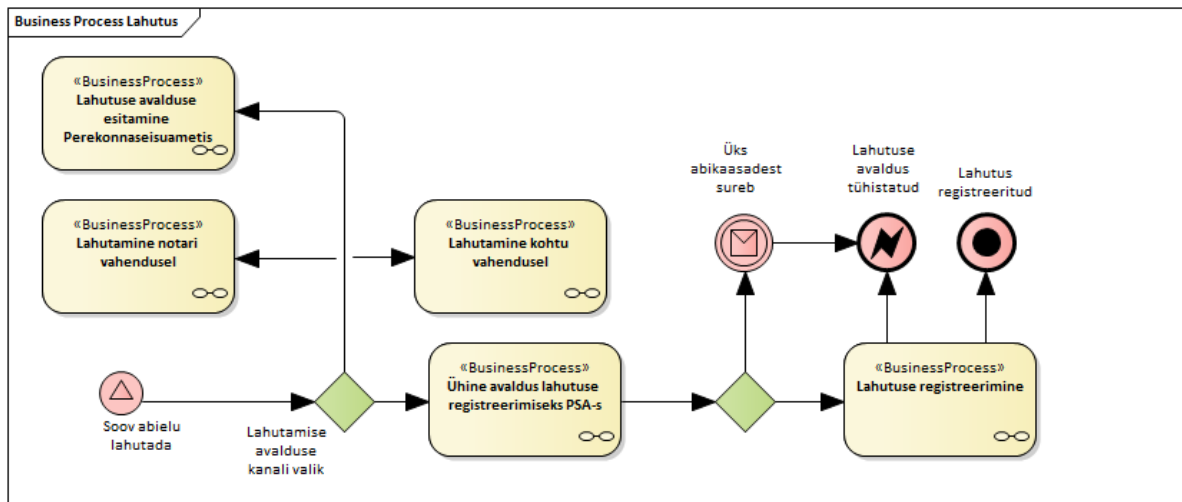 Business Process Lahutus
«BusinessProcess»
Lahutuse avalduse
esitamine
Perekonnaseisuametis
«BusinessProcess»
Lahutamine notari
vahendusel
«BusinessProcess»
Lahutamine kohtu
vahendusel
Üks
abikaasadest
sureb
Lahutuse
avaldus
tühistatud
Lahutus
registreeritud
Soov abielu
lahutada
Lahutamise
avalduse
kanali valik
«BusinessProcess»
Ühine avaldus lahutuse
registreerimiseks PSA-s
«BusinessProcess»
Lahutuse registreerimine